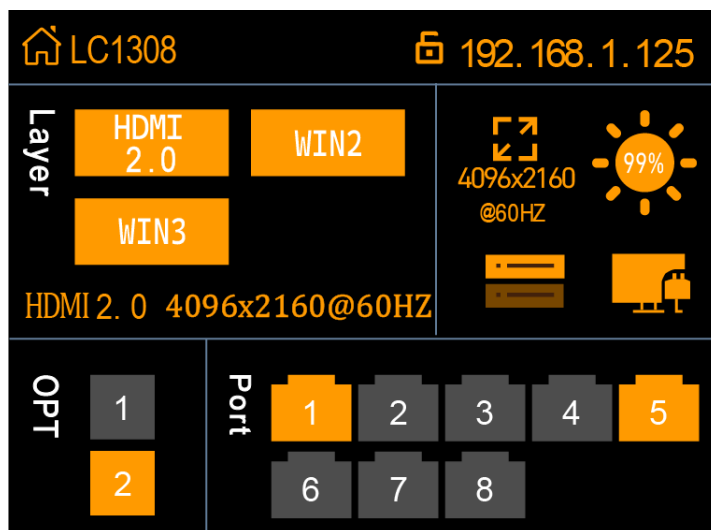 LC1308
192.168.1.125
Layer
HDMI
2.0
WIN2
WIN3
HDMI 2.0 4096x2160@60HZ
4096x2160
@60HZ
99%
OPT
1
2
Port
1 2 3 4 5
6 7 8